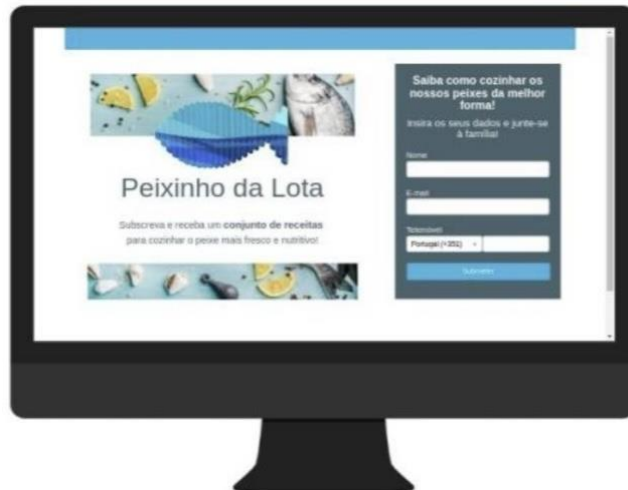 Peixinho da Lota
Subscreva e receba um conjunto de receitas
para cozinhar o peixe mais fresco e nutritivo!
Saiba como cozinhar os
nossos peixes da melhor
forma!
Insira os seus dados e junte-se
à família!
Nome
E-mail
Telemóvel
Portugal (+351)
Submeter